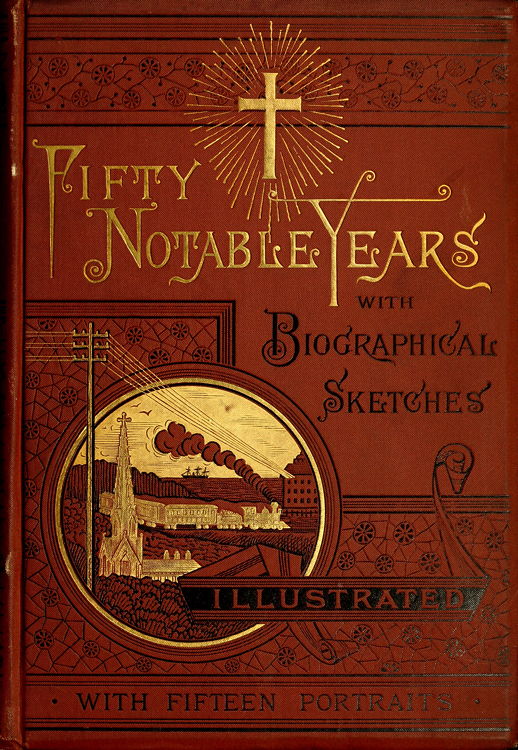 FIFTY
NOTABLE YEARS
WITH
BIOGRAPHICAL
SKETCHES
ILLUSTRATED
· WITH FIFTEEN PORTRAITS ·